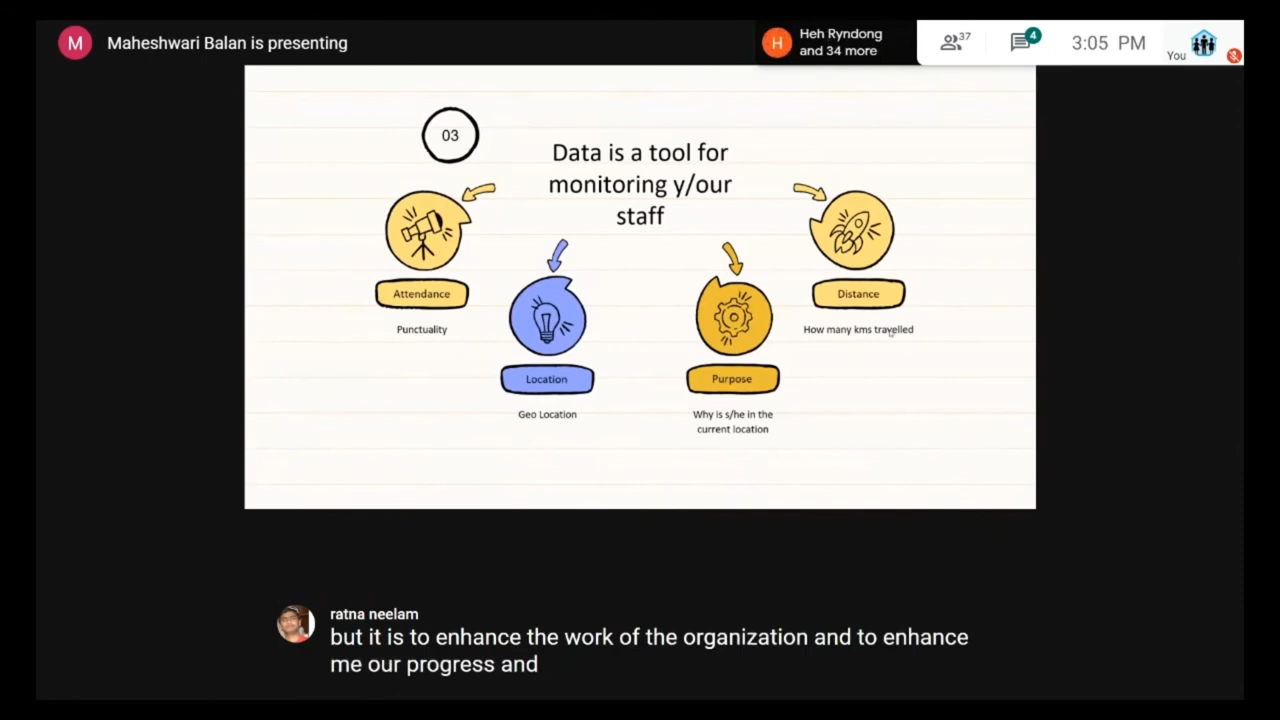 M
Maheshwari Balan is presenting
H
Heh Ryndong
and 34 more
37
4
3:05 PM
You
03
Data is a tool for
monitoring y/our
staff
Attendance
Punctuality
Location
Geo Location
Purpose
Why is s/he in the
current location
Distance
How many kms travelled
ratna neelam
but it is to enhance the work of the organization and to enhance
me our progress and